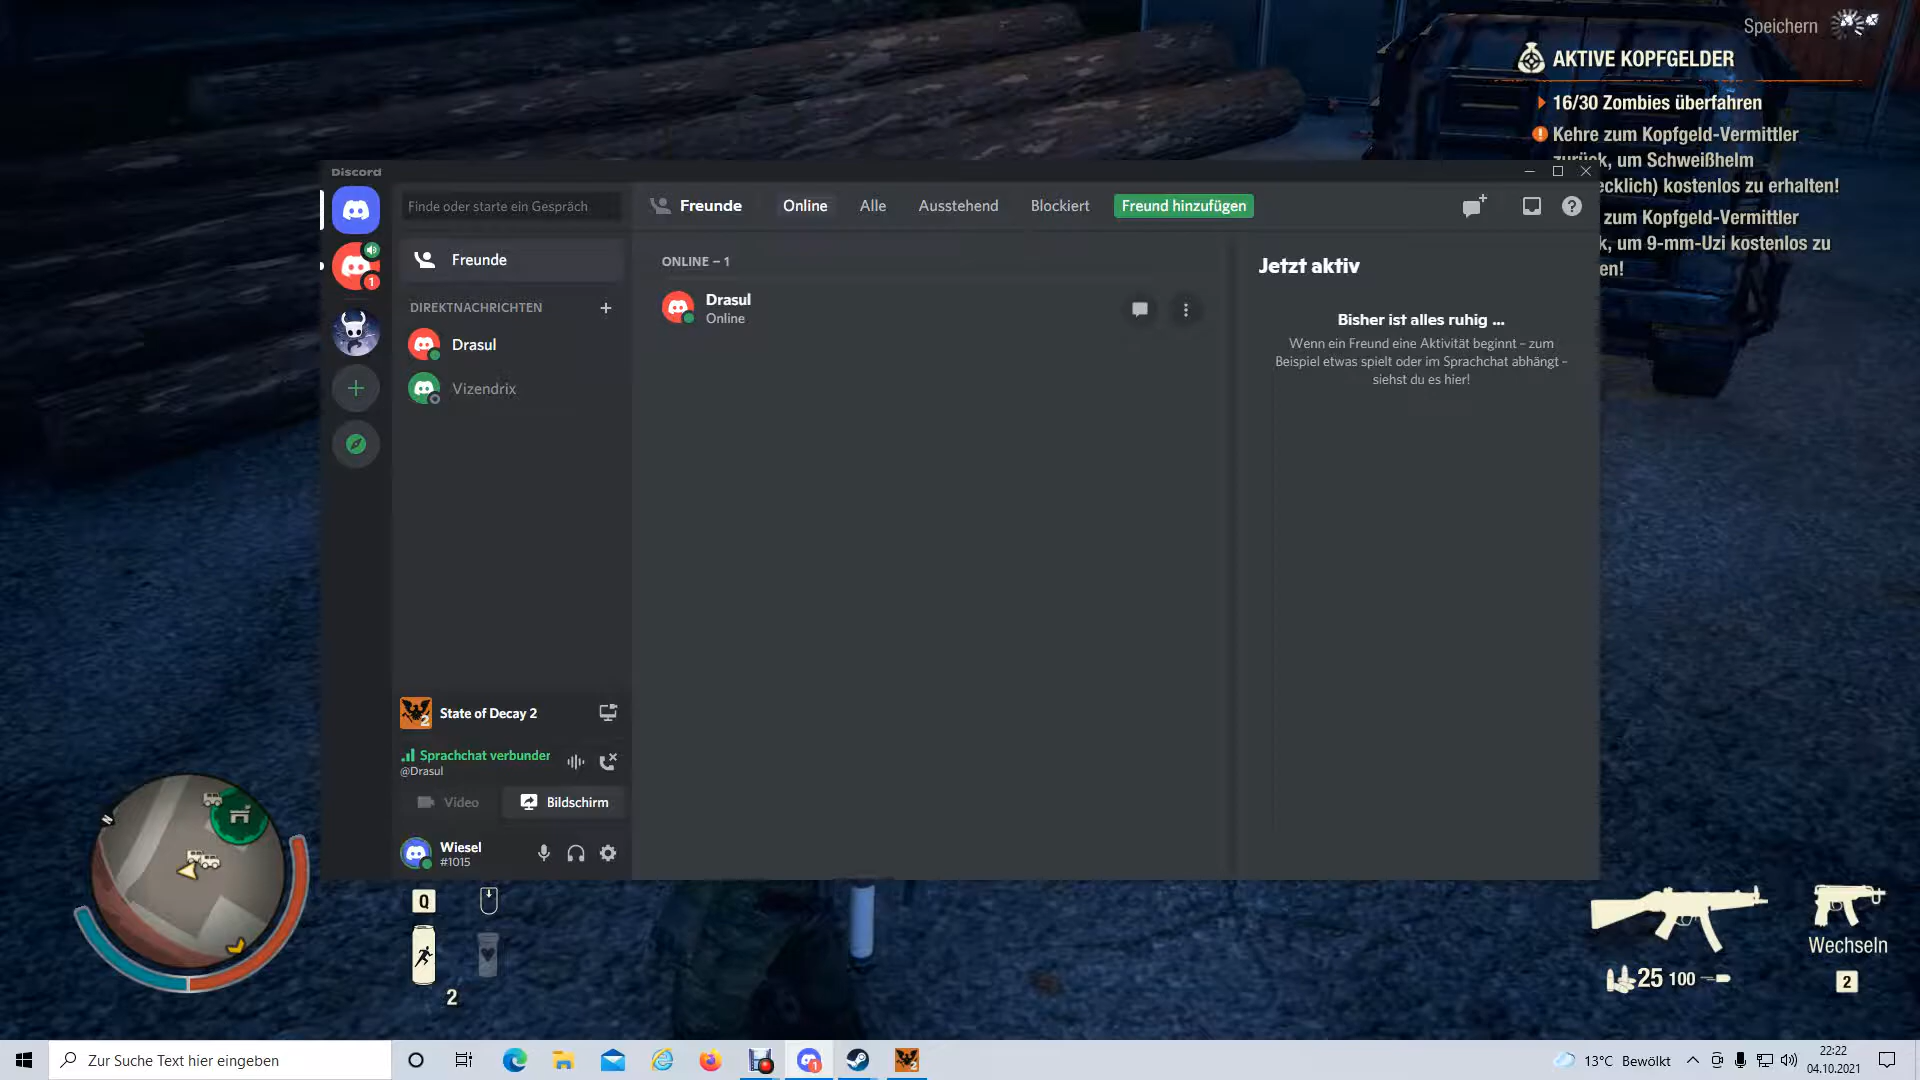 Speichern
AKTIVE KOPFGELDER
16/30 Zombies überfahren
Kehre zum Kopfgeld-Vermittler
zurück, um Schweißhelm
ecklich) kostenlos zu erhalten!
zum Kopfgeld-Vermittler
k, um 9-mm-Uzi kostenlos zu
en!
Discord
Finde oder starte ein Gespräch
Freunde
Online
Alle
Ausstehend
Blockiert
Freund hinzufügen
1
Freunde
DIREKTNACHRICHTEN
Drasul
Vizendrix
ONLINE – 1
Drasul
Online
Jetzt aktiv
Bisher ist alles ruhig ...
Wenn ein Freund eine Aktivität beginnt – zum
Beispiel etwas spielt oder im Sprachchat abhängt –
siehst du es hier!
2
State of Decay 2
Sprachchat verbunden
@Drasul
Video
Bildschirm
Wiesel
#1015
N
Q
2
25 100
Wechseln
2
Zur Suche Text hier eingeben
1
2
13°C Bewölkt
22:22
04.10.2021